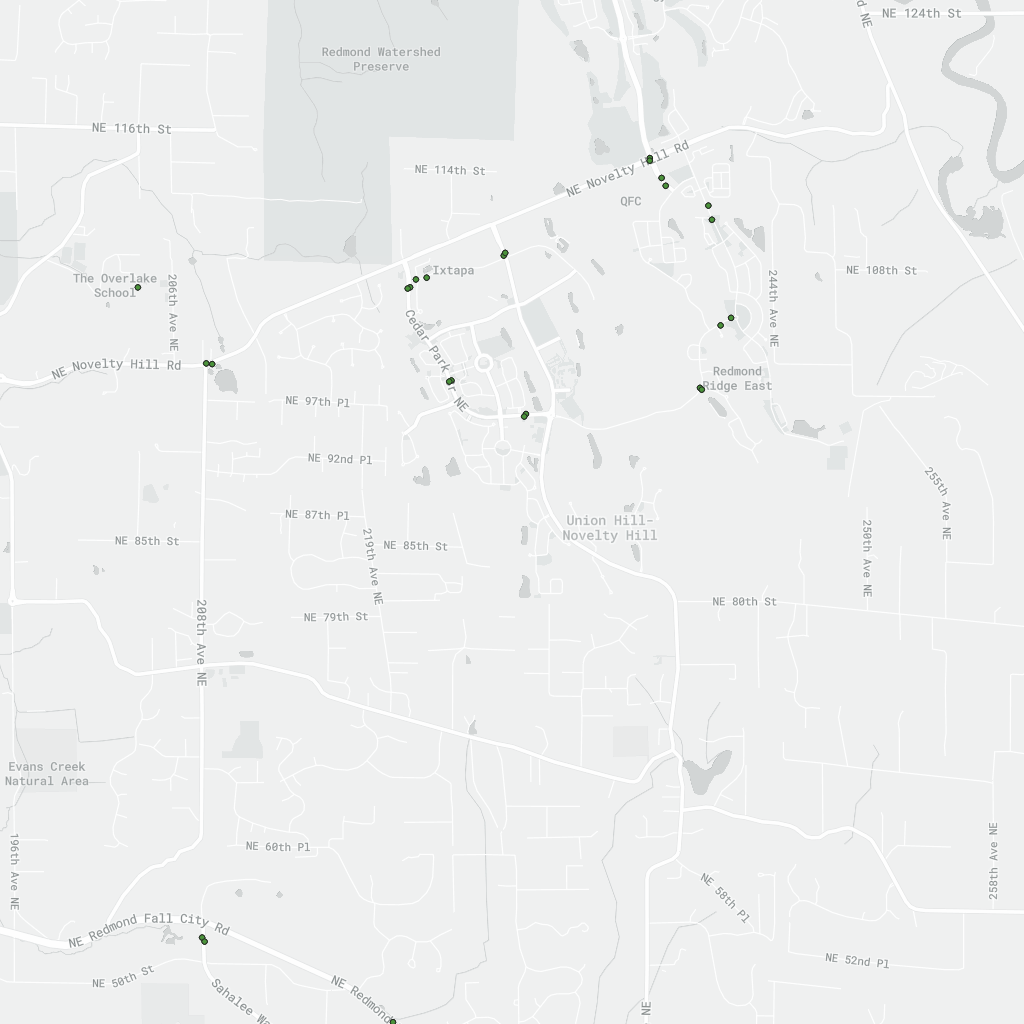 NE 124th St
Redmond Watershed
Preserve
NE 116th St
NE 114th St
NE Novelty Hill Rd
QFC
Ixtapa
NE 108th St
The Overlake
School
206th Ave NE
244th Ave NE
Cedar Park
NE
NE Novelty Hill Rd
Redmond
Ridge East
NE 97th Pl
NE 92nd Pl
255th Ave NE
NE 87th Pl
Union Hill-
Novelty Hill
NE 85th St
NE 85th St
219th Ave NE
250th Ave NE
NE 80th St
NE 79th St
208th Ave NE
Evans Creek
Natural Area
196th Ave NE
NE 60th Pl
258th Ave NE
NE 58th Pl
NE Redmond Fall City Rd
NE 52nd Pl
NE 50th St
Sahalee
NE Redmond
NE